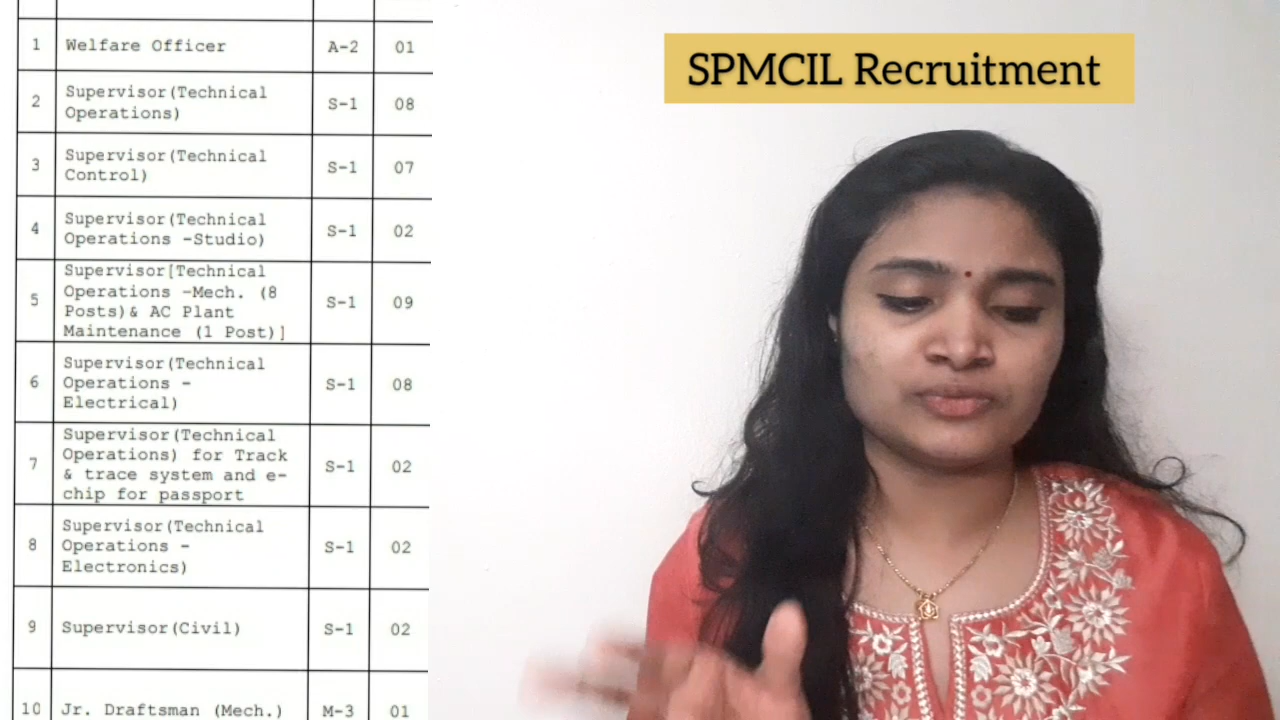 SPMCIL Recruitment
1 Welfare Officer A-2 01
2 Supervisor(Technical S-1 08
Operations)
3 Supervisor(Technical S-1 07
Control)
4 Supervisor(Technical S-1 02
Operations -Studio)
5 Supervisor[Technical S-1 09
Operations -Mech. (8
Posts)& AC Plant
Maintenance (1 Post)]
6 Supervisor(Technical S-1 08
Operations -
Electrical)
7 Supervisor(Technical S-1 02
Operations) for Track
& trace system and e-
chip for passport
8 Supervisor(Technical S-1 02
Operations -
Electronics)
9 Supervisor(Civil) S-1 02
10 Jr. Draftsman (Mech.) M-3 01